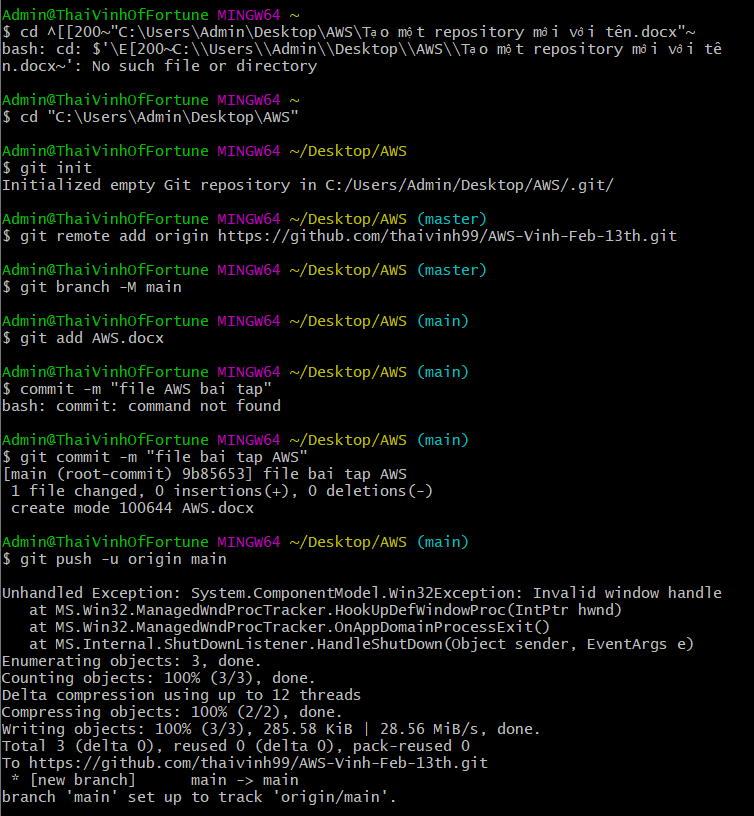 Admin@ThaiVinhOfFortune MINGW64 ~
$ cd ^[[200~"C:\Users\Admin\Desktop\AWS\Tạo một repository mới với tên.docx"~
bash: cd: $'\E[200~C:\\Users\\Admin\\Desktop\\AWS\\Tạo một repository mới với tê
n.docx~': No such file or directory
Admin@ThaiVinhOfFortune MINGW64 ~
$ cd "C:\Users\Admin\Desktop\AWS"
Admin@ThaiVinhOfFortune MINGW64 ~/Desktop/AWS
$ git init
Initialized empty Git repository in C:/Users/Admin/Desktop/AWS/.git/
Admin@ThaiVinhOfFortune MINGW64 ~/Desktop/AWS (master)
$ git remote add origin https://github.com/thaivinh99/AWS-Vinh-Feb-13th.git
Admin@ThaiVinhOfFortune MINGW64 ~/Desktop/AWS (master)
$ git branch -M main
Admin@ThaiVinhOfFortune MINGW64 ~/Desktop/AWS (main)
$ git add AWS.docx
Admin@ThaiVinhOfFortune MINGW64 ~/Desktop/AWS (main)
$ commit -m "file AWS bai tap"
bash: commit: command not found
Admin@ThaiVinhOfFortune MINGW64 ~/Desktop/AWS (main)
$ git commit -m "file bai tap AWS"
[main (root-commit) 9b85653] file bai tap AWS
 1 file changed, 0 insertions(+), 0 deletions(-)
 create mode 100644 AWS.docx
Admin@ThaiVinhOfFortune MINGW64 ~/Desktop/AWS (main)
$ git push -u origin main
Unhandled Exception: System.ComponentModel.Win32Exception: Invalid window handle
   at MS.Win32.ManagedWndProcTracker.HookUpDefWindowProc(IntPtr hwnd)
   at MS.Win32.ManagedWndProcTracker.OnAppDomainProcessExit()
   at MS.Internal.ShutDownListener.HandleShutDown(Object sender, EventArgs e)
Enumerating objects: 3, done.
Counting objects: 100% (3/3), done.
Delta compression using up to 12 threads
Compressing objects: 100% (2/2), done.
Writing objects: 100% (3/3), 285.58 KiB | 28.56 MiB/s, done.
Total 3 (delta 0), reused 0 (delta 0), pack-reused 0
To https://github.com/thaivinh99/AWS-Vinh-Feb-13th.git
 * [new branch]      main -> main
branch 'main' set up to track 'origin/main'.